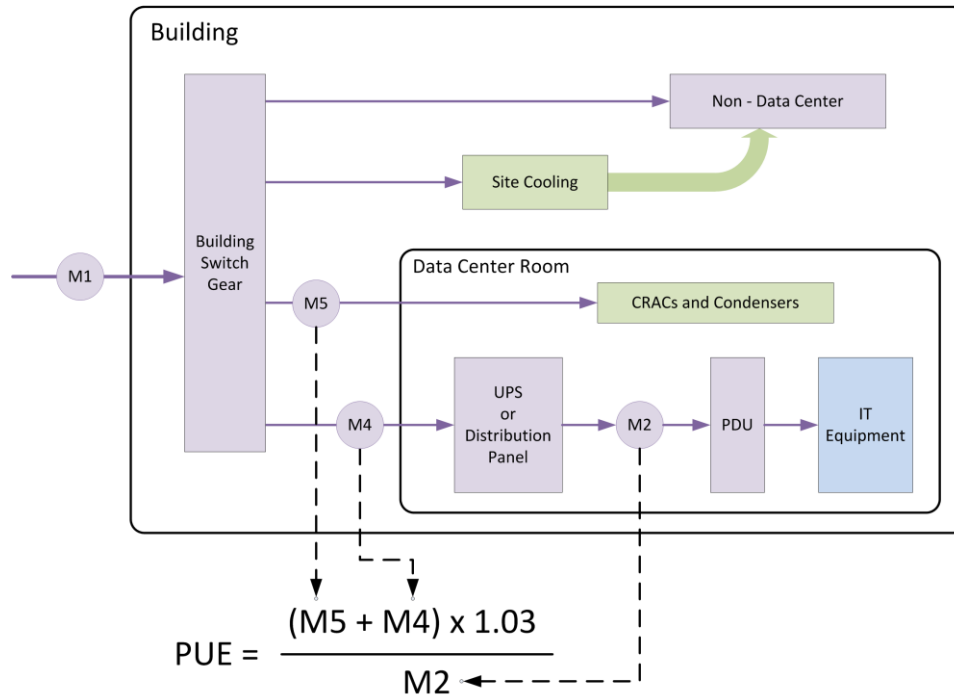 Building
Non - Data Center
Site Cooling
Building
Switch
Gear
M1
Data Center Room
M5
CRACs and Condensers
UPS
or
Distribution
Panel
M4
M2
PDU
IT
Equipment
PUE =
(M5 + M4) x 1.03
M2